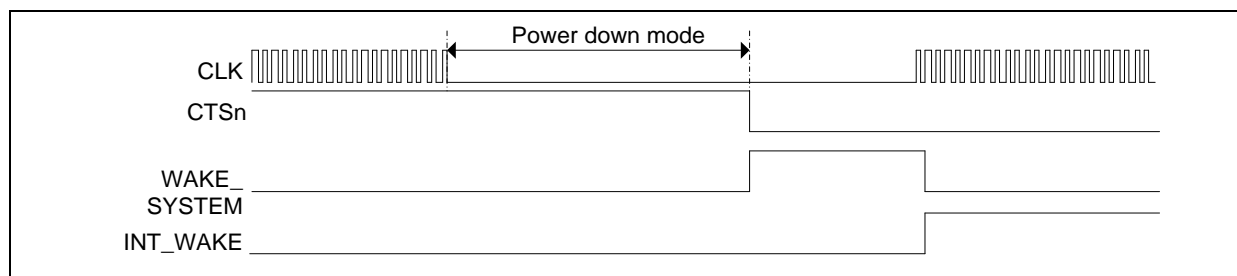 Power down mode
CLK
CTSn
WAKE_
SYSTEM
INT_WAKE